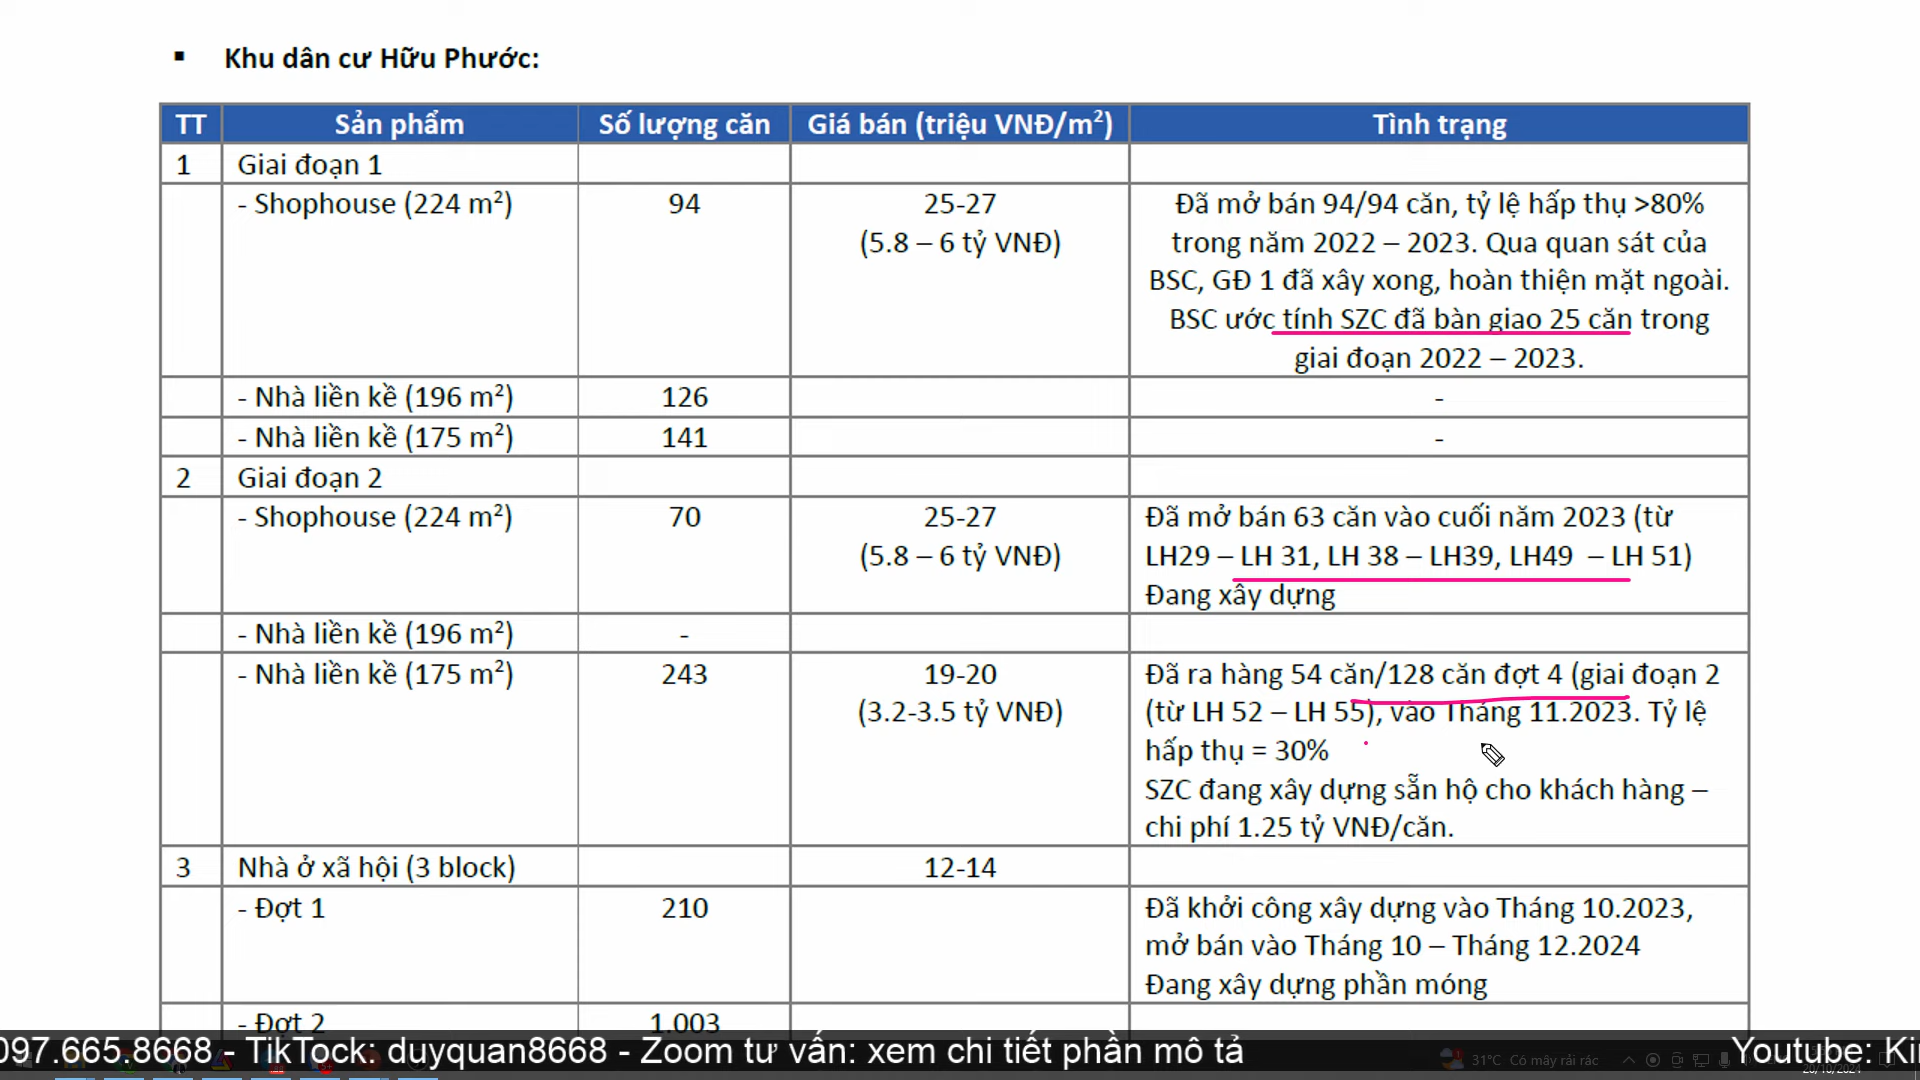 ▪ Khu dân cư Hữu Phước:
TT Sản phẩm Số lượng căn Giá bán (triệu VNĐ/m²) Tình trạng
1 Giai đoạn 1
- Shophouse (224 m²) 94 25-27 Đã mở bán 94/94 căn, tỷ lệ hấp thụ >80%
(5.8 – 6 tỷ VNĐ) trong năm 2022 – 2023. Qua quan sát của
BSC, GĐ 1 đã xây xong, hoàn thiện mặt ngoài.
BSC ước tính SZC đã bàn giao 25 căn trong
giai đoạn 2022 – 2023.
- Nhà liền kề (196 m²) 126 -
- Nhà liền kề (175 m²) 141 -
2 Giai đoạn 2
- Shophouse (224 m²) 70 25-27 Đã mở bán 63 căn vào cuối năm 2023 (từ
(5.8 – 6 tỷ VNĐ) LH29 – LH 31, LH 38 – LH39, LH49 – LH 51)
Đang xây dựng
- Nhà liền kề (196 m²) -
- Nhà liền kề (175 m²) 243 19-20 Đã ra hàng 54 căn/128 căn đợt 4 (giai đoạn 2
(3.2-3.5 tỷ VNĐ) (từ LH 52 – LH 55), vào Tháng 11.2023. Tỷ lệ
hấp thụ = 30%
SZC đang xây dựng sẵn hộ cho khách hàng –
chi phí 1.25 tỷ VNĐ/căn.
3 Nhà ở xã hội (3 block) 12-14
- Đợt 1 210 Đã khởi công xây dựng vào Tháng 10.2023,
mở bán vào Tháng 10 – Tháng 12.2024
Đang xây dựng phần móng
- Đợt 2 1.003
097.665.8668 - TikTock: duyquan8668 - Zoom tư vấn: xem chi tiết phần mô tả Youtube: Ki
31°C Có mây rải rác
20/10/2024